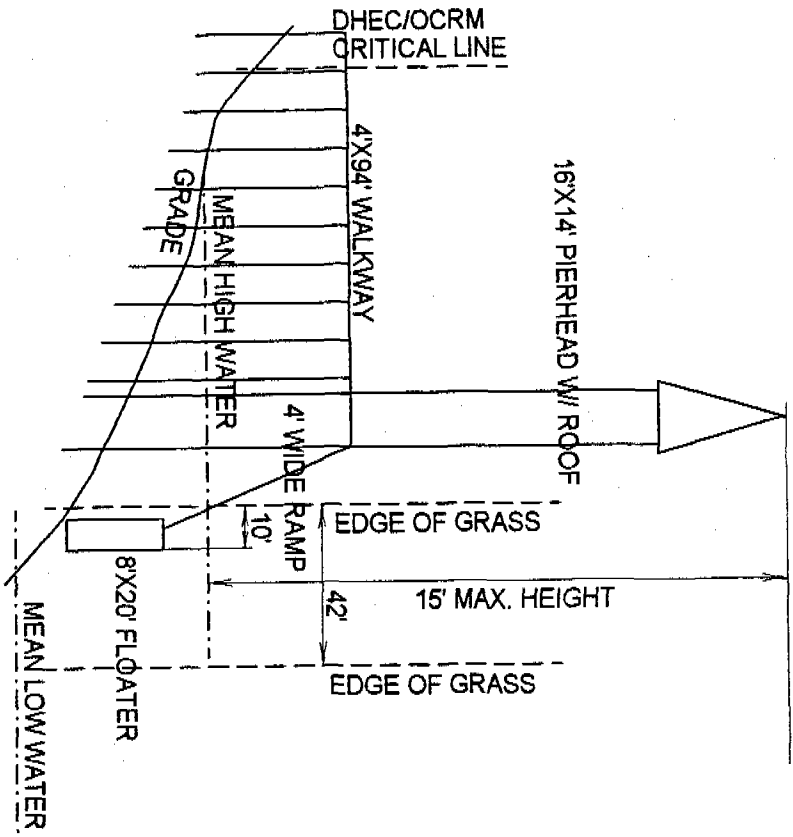 DHEC/OCRM
CRITICAL LINE
4'X94' WALKWAY
16'X14' PIERHEAD W/ ROOF
GRADE
MEAN HIGH WATER
4' WIDE RAMP
EDGE OF GRASS
10'
42'
15' MAX. HEIGHT
8'X20' FLOATER
EDGE OF GRASS
MEAN LOW WATER